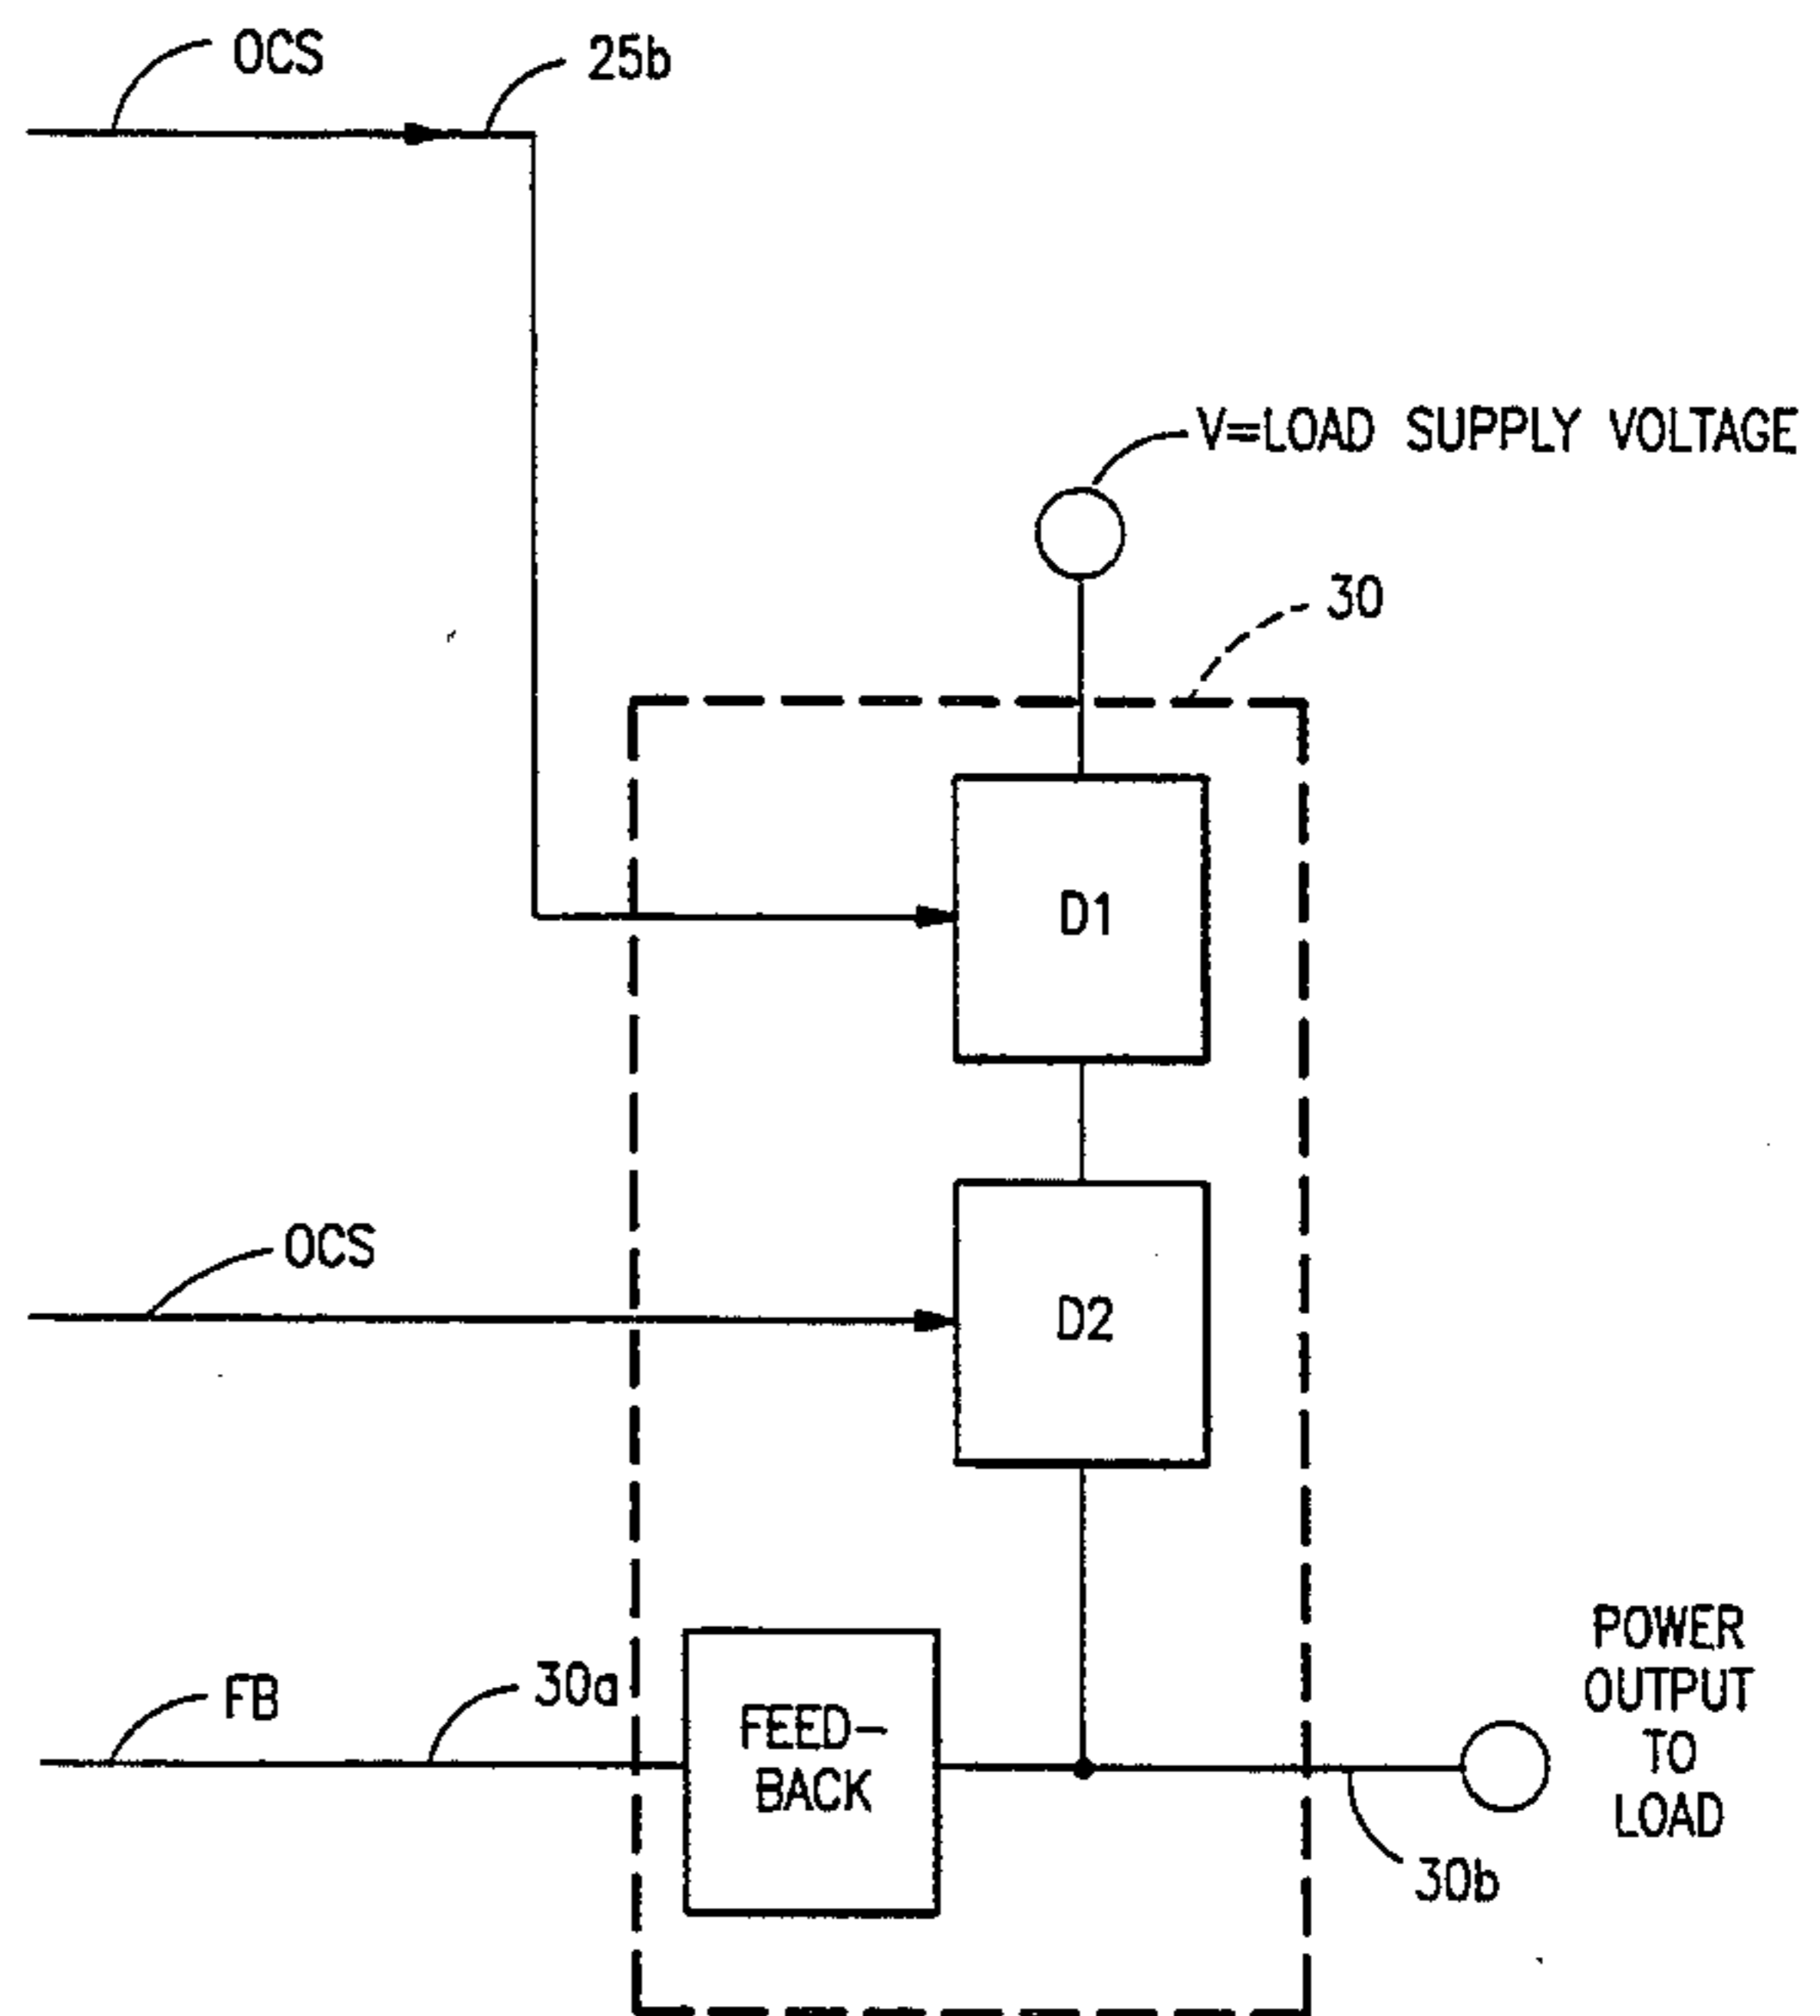 OCS
25b
V=LOAD SUPPLY VOLTAGE
30
D1
OCS
D2
FB
30a
FEED-
BACK
POWER
OUTPUT
TO
LOAD
30b